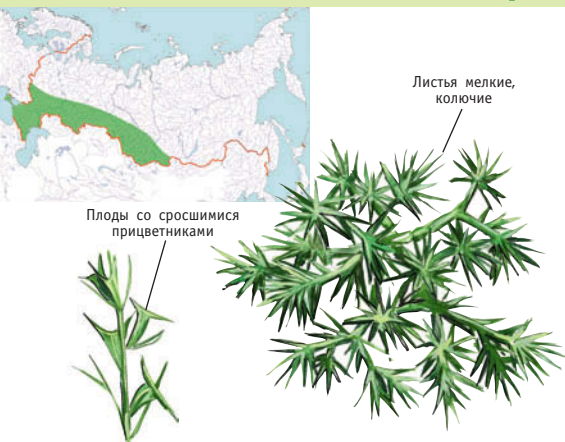 Листья мелкие,
колючие
Плоды со сросшимися
прицветниками